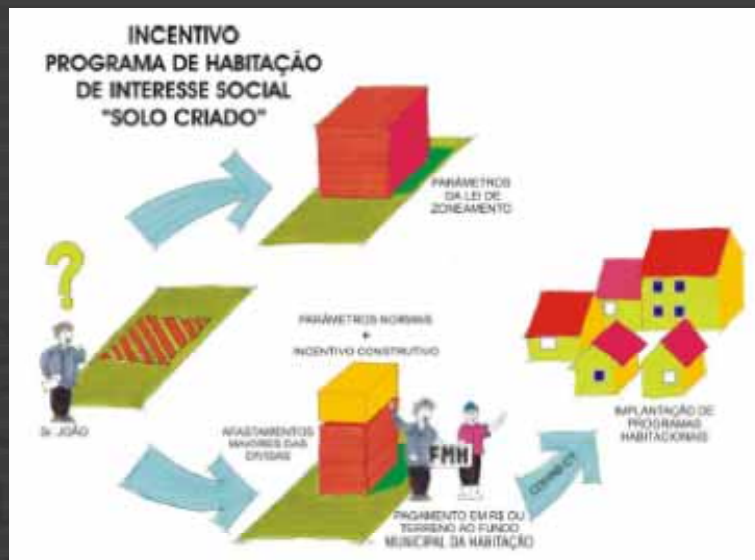 INCENTIVO
PROGRAMA DE HABITAÇÃO
DE INTERESSE SOCIAL
"SOLO CRIADO"
PARÂMETROS
DA LEI DE
ZONEAMENTO
?
Sr. JOÃO
PARÂMETROS NORMAIS
+
INCENTIVO CONSTRUTIVO
AFASTAMENTOS
MAIORES DAS
DIVISAS
FMH
PAGAMENTO EM R$ OU
TERRENO AO FUNDO
MUNICIPAL DA HABITAÇÃO
COHAB-CT
IMPLANTAÇÃO DE
PROGRAMAS
HABITACIONAIS